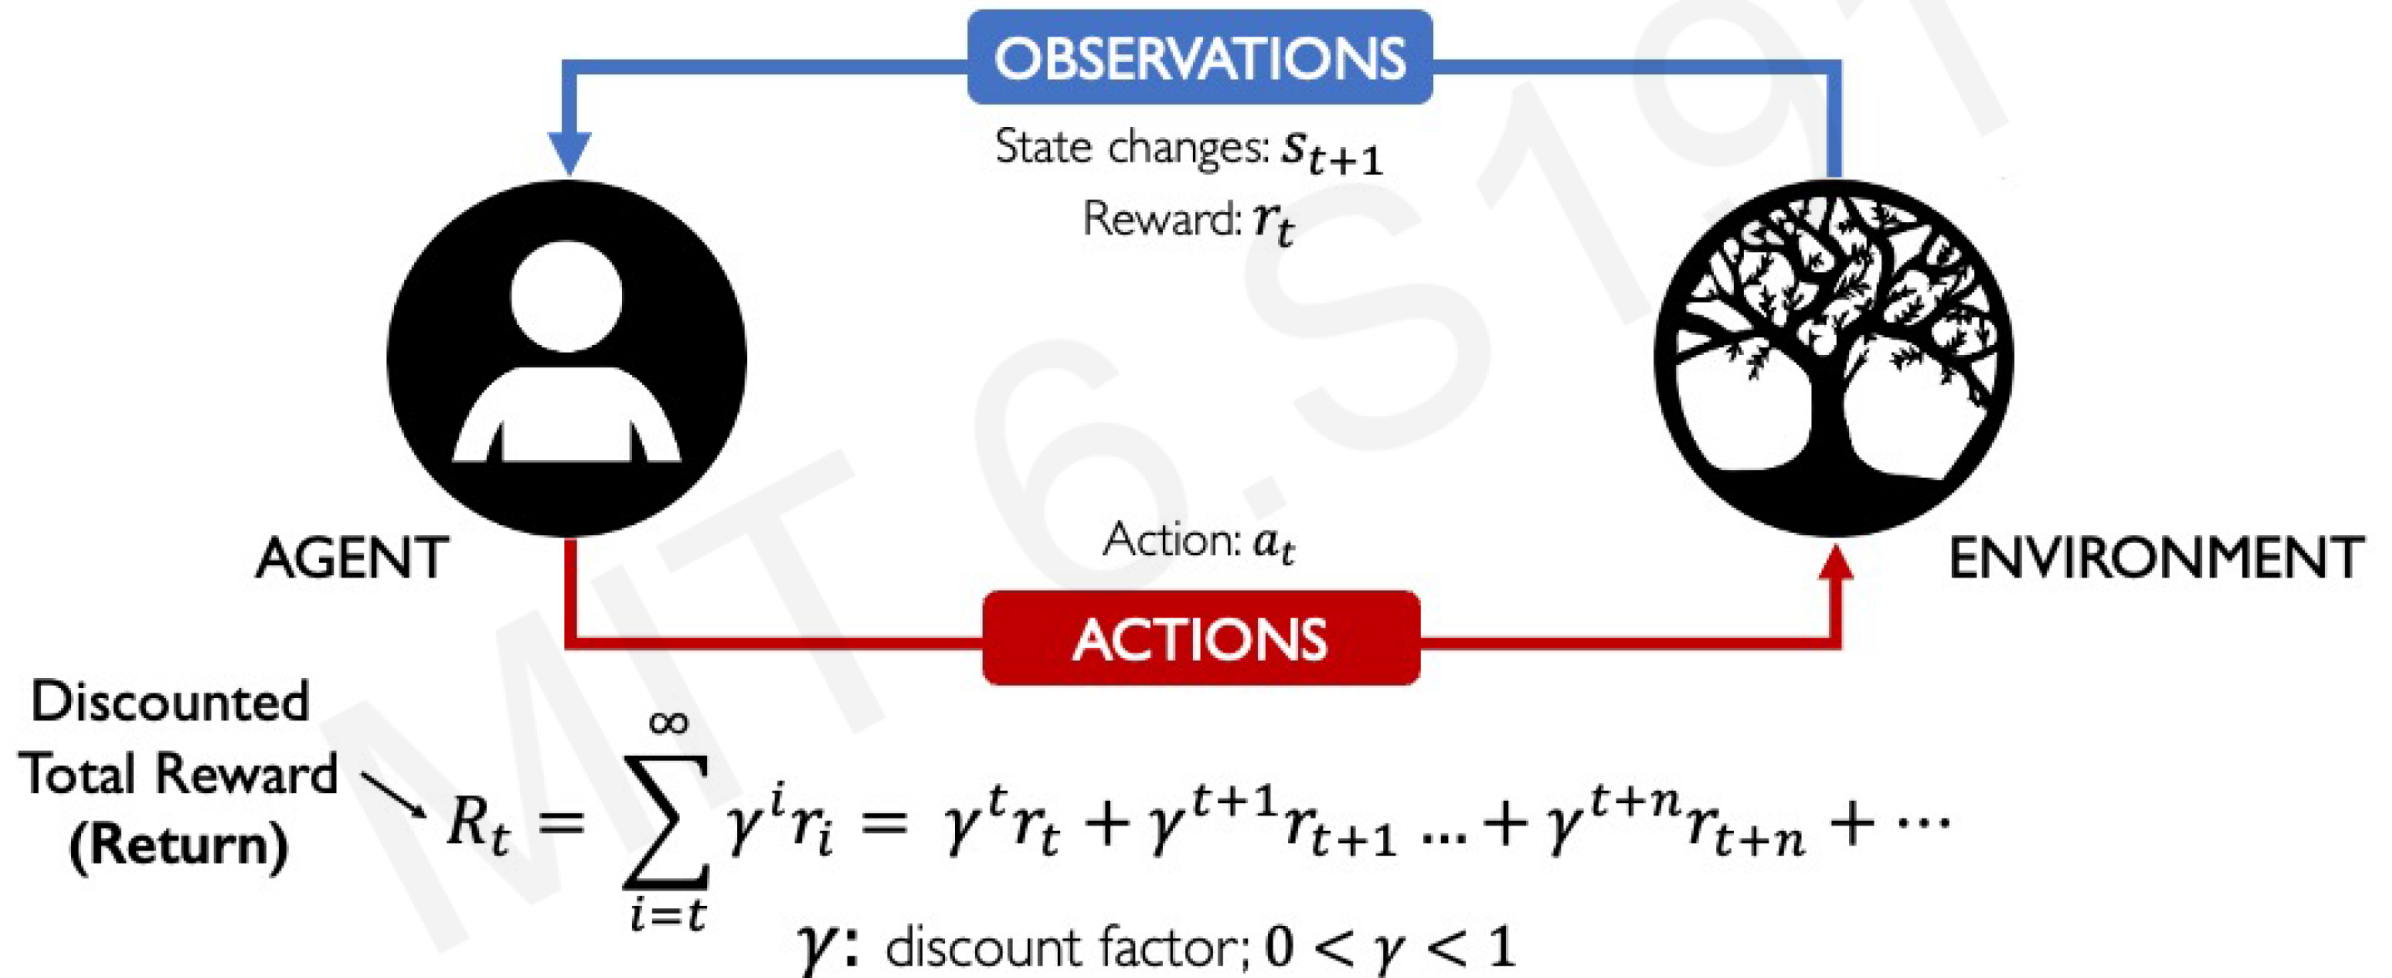 OBSERVATIONS
State changes: s_{t+1}
Reward: r_t
AGENT
Action: a_t
ENVIRONMENT
ACTIONS
Discounted
Total Reward
(Return)
R_t = \sum_{i=t}^{∞} γ^i r_i = γ^t r_t + γ^{t+1} r_{t+1} ... + γ^{t+n} r_{t+n} + ⋯
γ: discount factor; 0 < γ < 1
MIT 6.S191